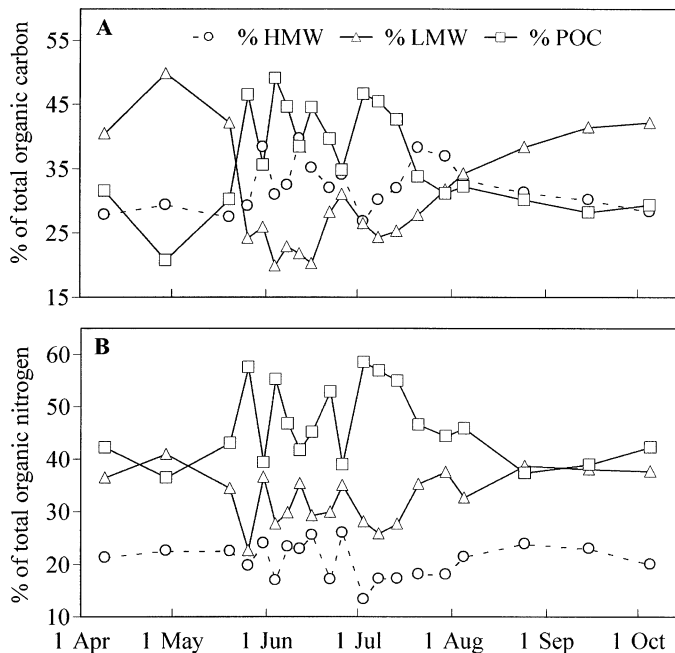 A
% HMW % LMW % POC
% of total organic carbon
55
45
35
25
15
B
% of total organic nitrogen
60
50
40
30
20
10
1 Apr 1 May 1 Jun 1 Jul 1 Aug 1 Sep 1 Oct